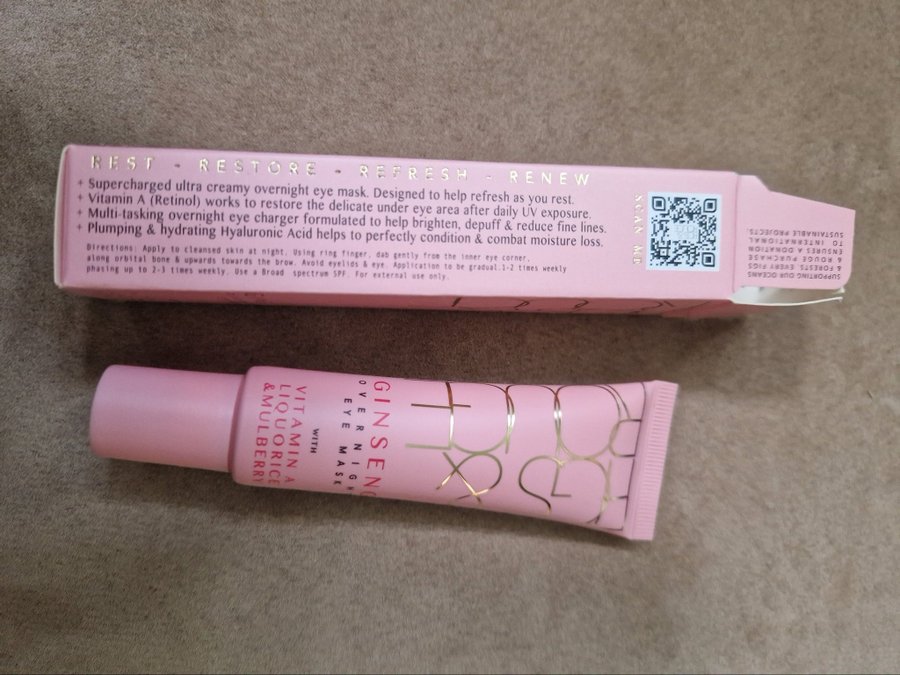 REST - RESTORE - REFRESH - RENEW
+ Supercharged ultra creamy overnight eye mask. Designed to help refresh as you rest.
+ Vitamin A (Retinol) works to restore the delicate under eye area after daily UV exposure.
+ Multi-tasking overnight eye charger formulated to help brighten, depuff & reduce fine lines.
+ Plumping & hydrating Hyaluronic Acid helps to perfectly condition & combat moisture loss.
Directions: Apply to cleansed skin at night. Using ring finger, dab gently from the inner eye corner,
along orbital bone & upwards towards the brow. Avoid eyelids & eye. Application to be gradual.1-2 times weekly
phasing up to 2-3 times weekly. Use a Broad spectrum SPF. For external use only.
SCAN ME
SUPPORTING OUR OCEANS
& FORESTS. EVERY FIGS
& ROUGE PURCHASE
ENSURES A DONATION
TO INTERNATIONAL
SUSTAINABLE PROJECTS
GINSENG
OVERNIGHT
EYE MASK
WITH
VITAMIN A
LIQUORICE
&MULBERRY